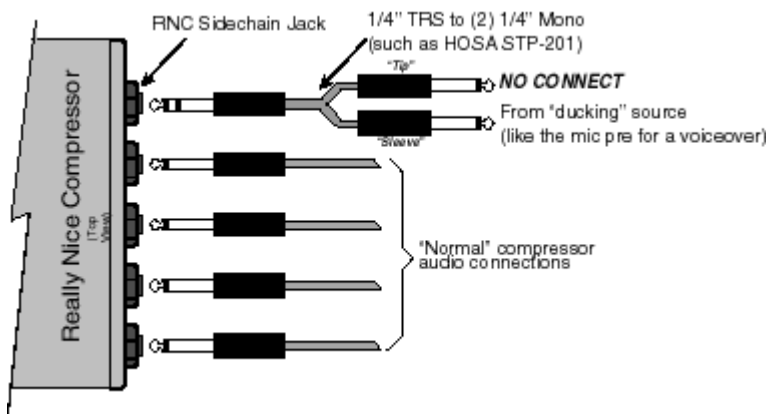 RNC Sidechain Jack
1/4" TRS to (2) 1/4" Mono
(such as HOSA STP-201)
"Tip"
NO CONNECT
From "ducking" source
(like the mic pre for a voiceover)
"Sleeve"
Really Nice Compressor
(Top
View)
"Normal" compressor
audio connections